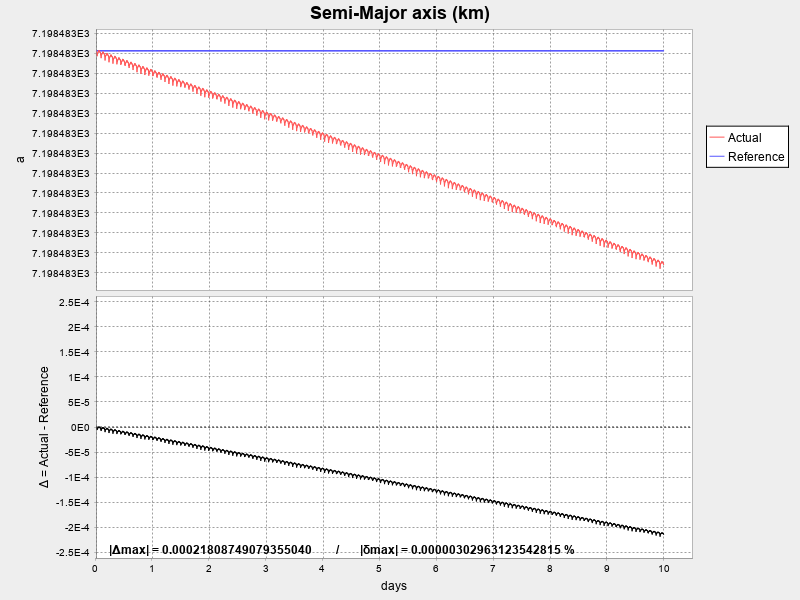 Semi-Major axis (km)
7.198483E3
7.198483E3
7.198483E3
7.198483E3
7.198483E3
7.198483E3
7.198483E3
7.198483E3
7.198483E3
7.198483E3
7.198483E3
7.198483E3
7.198483E3
a
Actual
Reference
2.5E-4
2E-4
1.5E-4
1E-4
5E-5
0E0
-5E-5
-1E-4
-1.5E-4
-2E-4
-2.5E-4
Δ = Actual - Reference
|Δmax| = 0.00021808749079355040 / |δmax| = 0.00000302963123542815 %
0 1 2 3 4 5 6 7 8 9 10
days